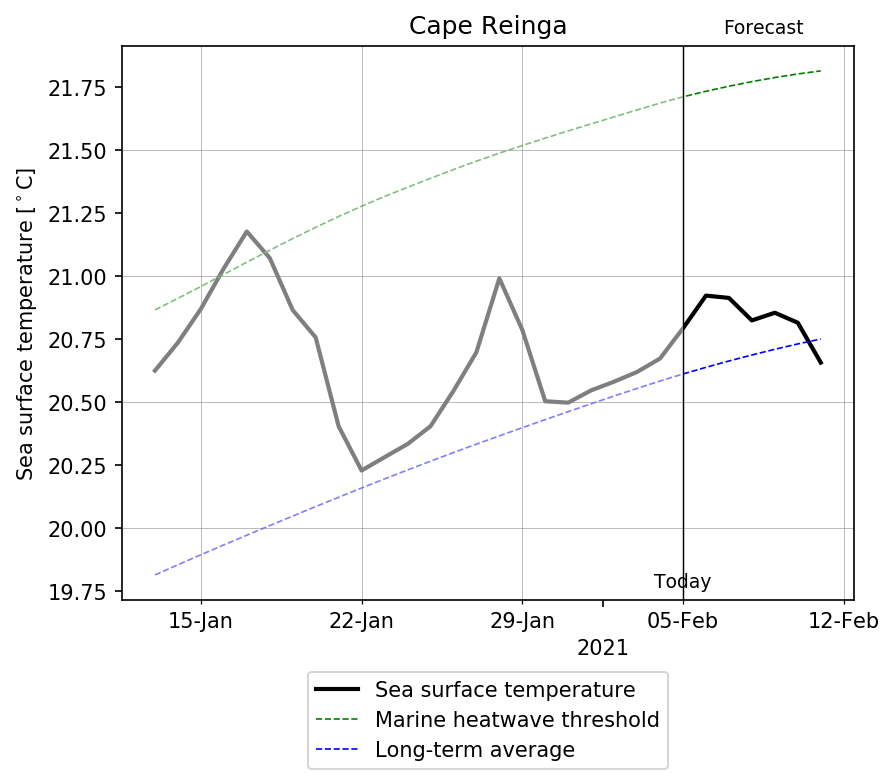 Cape Reinga
Forecast
Sea surface temperature [°C]
21.75
21.50
21.25
21.00
20.75
20.50
20.25
20.00
19.75
Today
15-Jan
22-Jan
29-Jan
05-Feb
12-Feb
2021
Sea surface temperature
Marine heatwave threshold
Long-term average